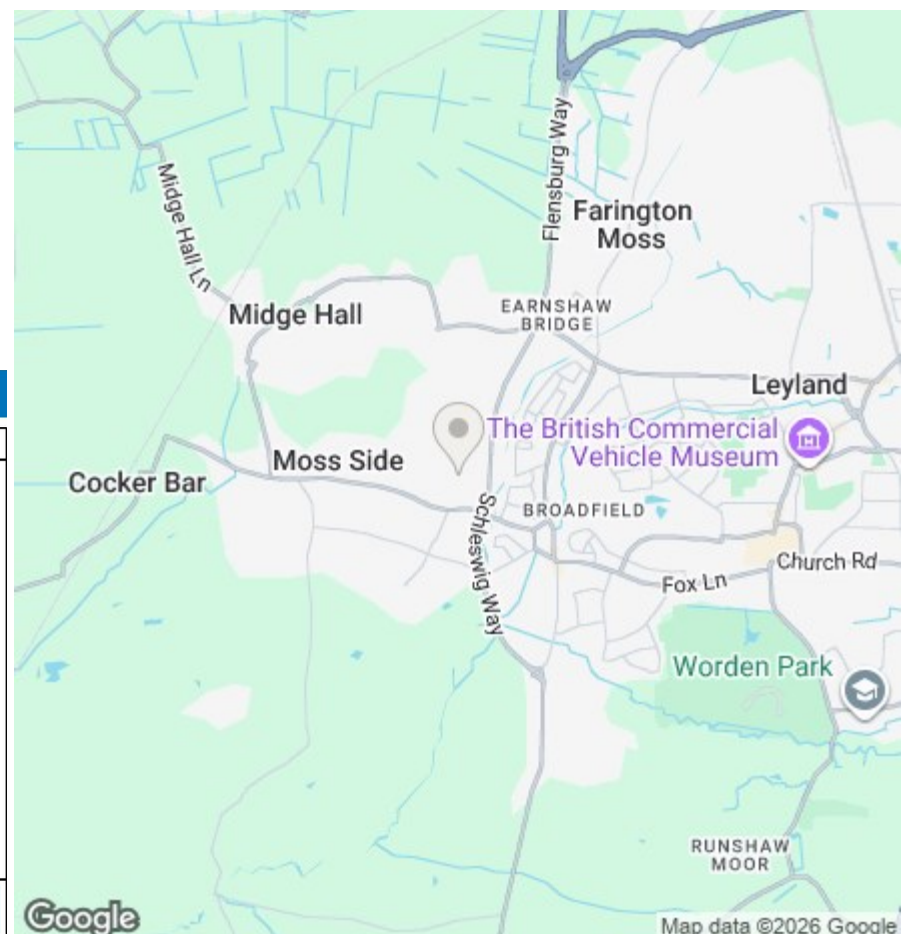 Flensburg Way
Farington
Moss
Midge Hall Ln
Midge Hall
EARNSHAW
BRIDGE
Leyland
The British Commercial
Vehicle Museum
Moss Side
Cocker Bar
BROADFIELD
Schleswig Way
Church Rd
Fox Ln
Worden Park
RUNSHAW
MOOR
Google
Map data ©2026 Google